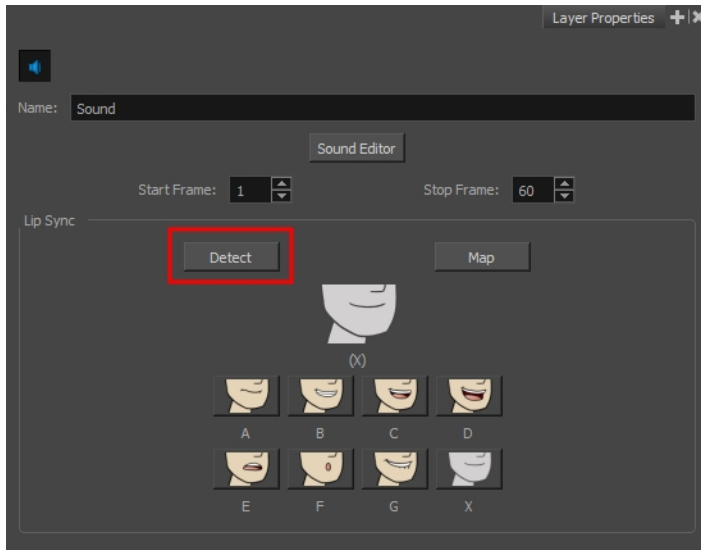 Layer Properties
Name: Sound
Sound Editor
Start Frame: 1 Stop Frame: 60
Lip Sync
Detect Map
(X)
A B C D
E F G X